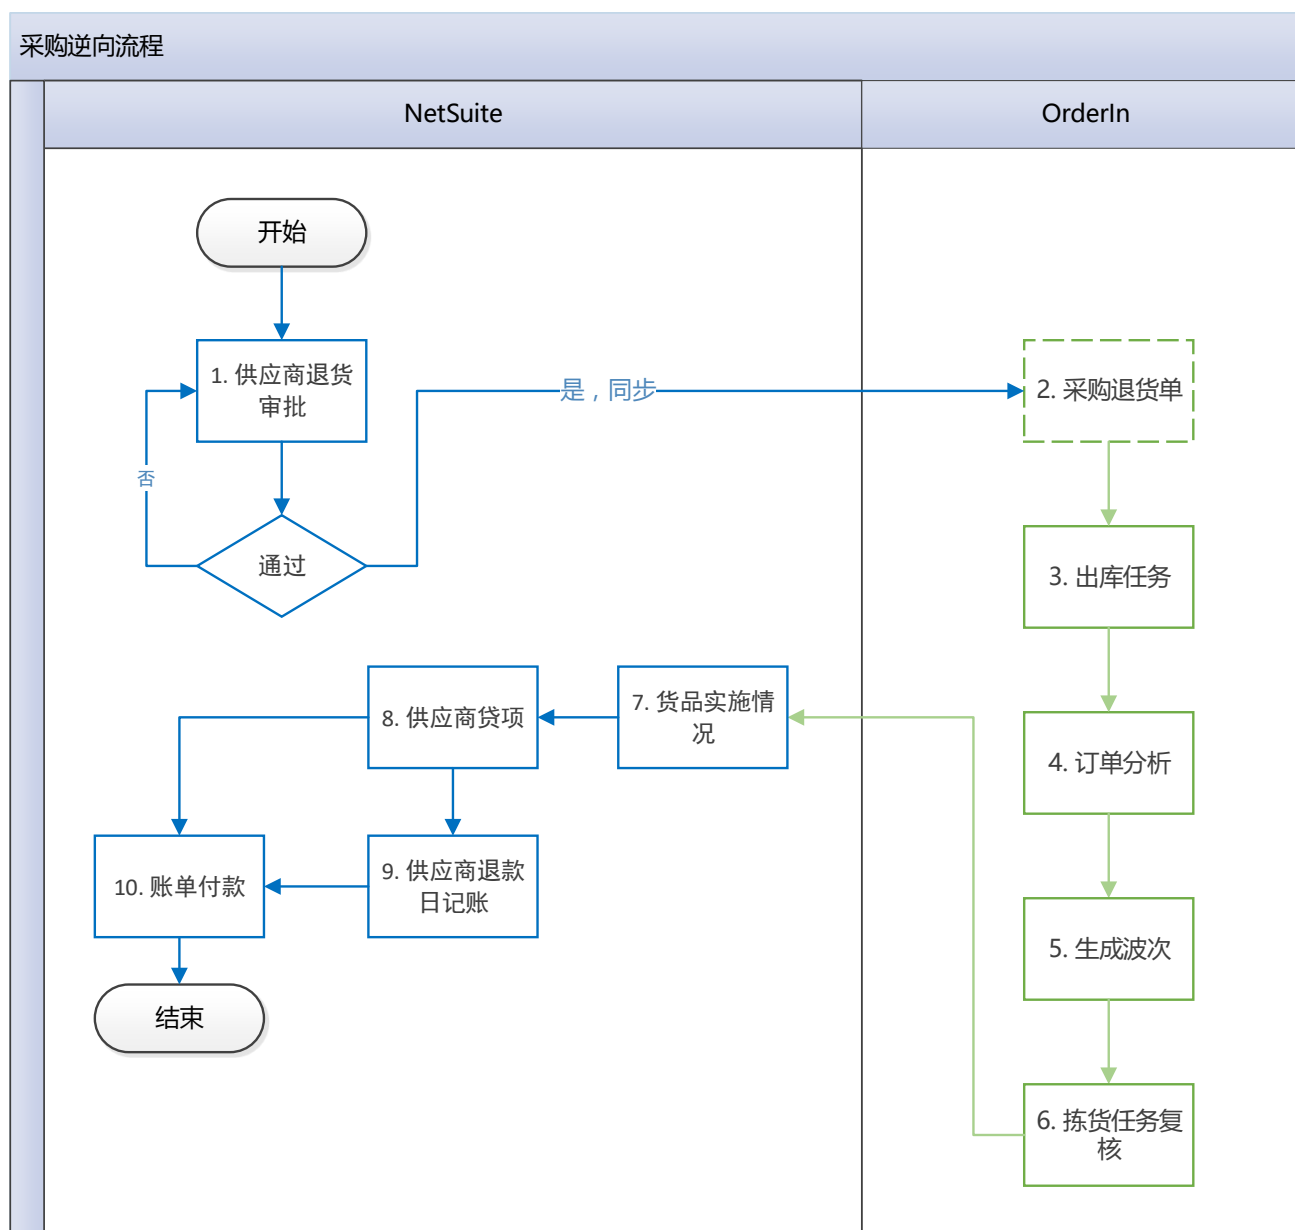 采购逆向流程
NetSuite
OrderIn
开始
1. 供应商退货
审批
是，同步
2. 采购退货单
否
通过
3. 出库任务
7. 货品实施情
况
8. 供应商贷项
4. 订单分析
9. 供应商退款
日记账
10. 账单付款
5. 生成波次
结束
6. 拣货任务复
核